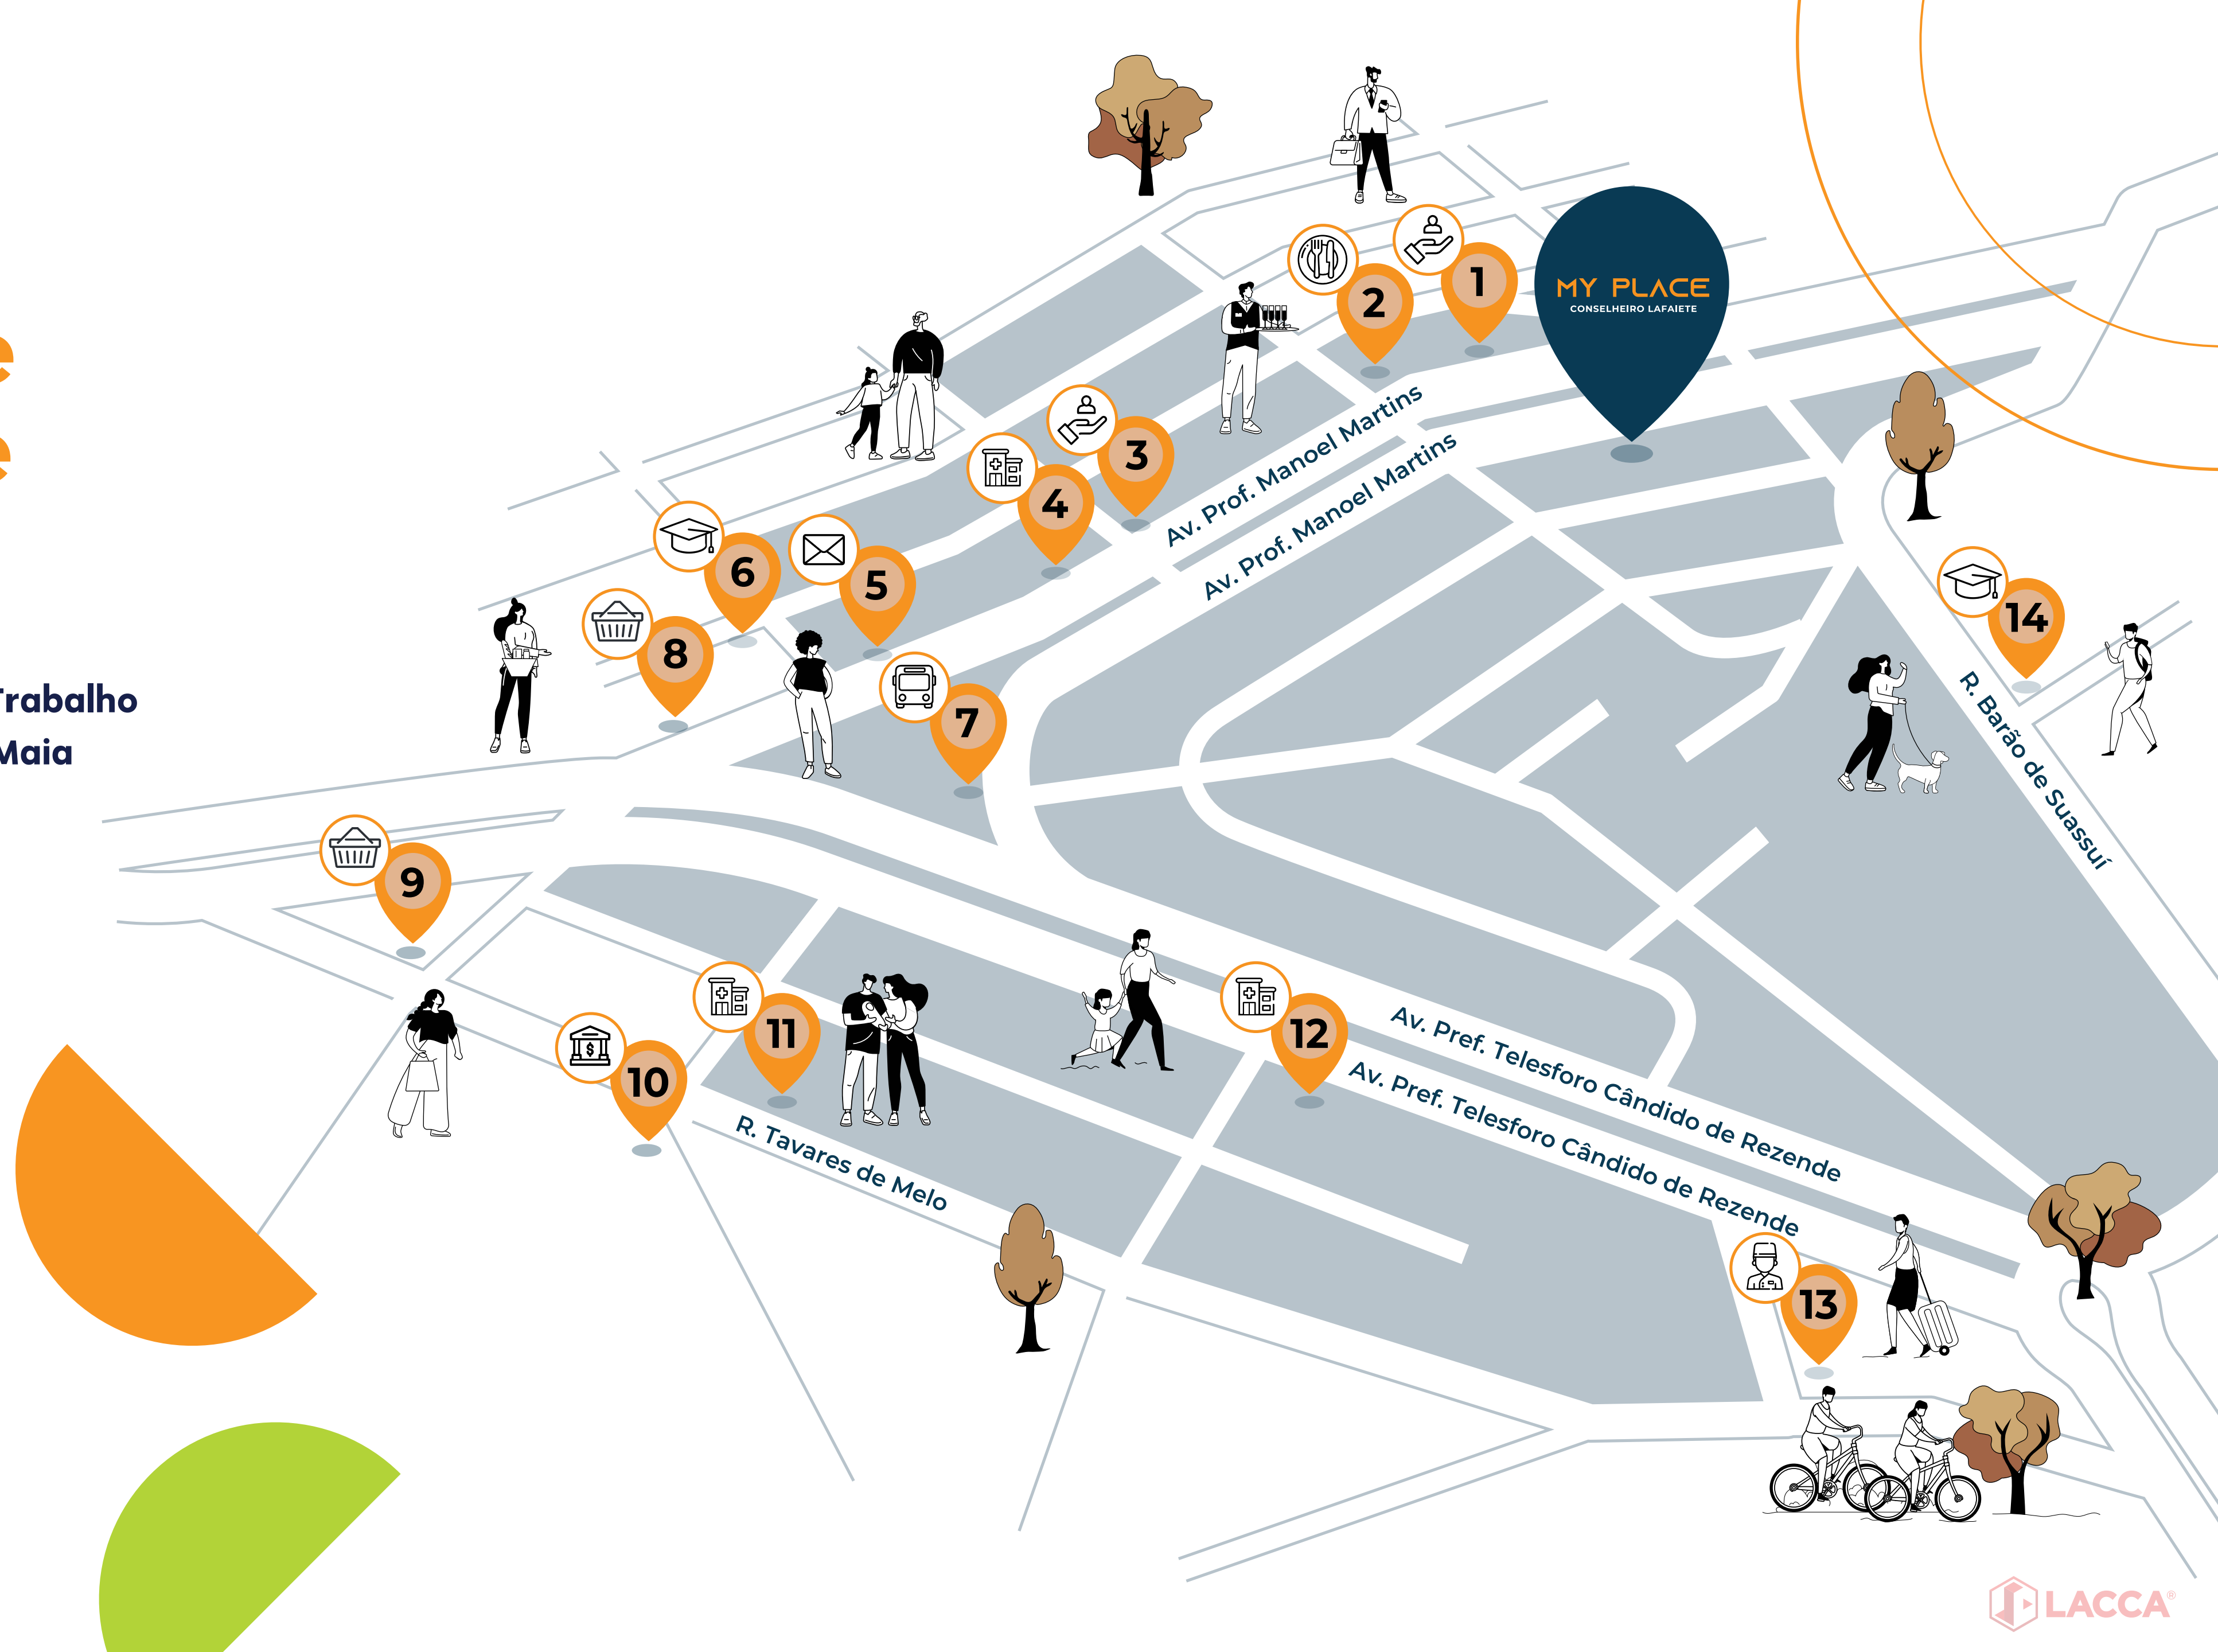 MY PLACE
CONSELHEIRO LAFAIETE
1
2
Av. Prof. Manoel Martins
Av. Prof. Manoel Martins
3
4
5
6
8
14
7
Trabalho
Maia
R. Barão de Suassuí
9
11
12
10
Av. Pref. Telesforo Cândido de Rezende
Av. Pref. Telesforo Cândido de Rezende
R. Tavares de Melo
13
LACCA®